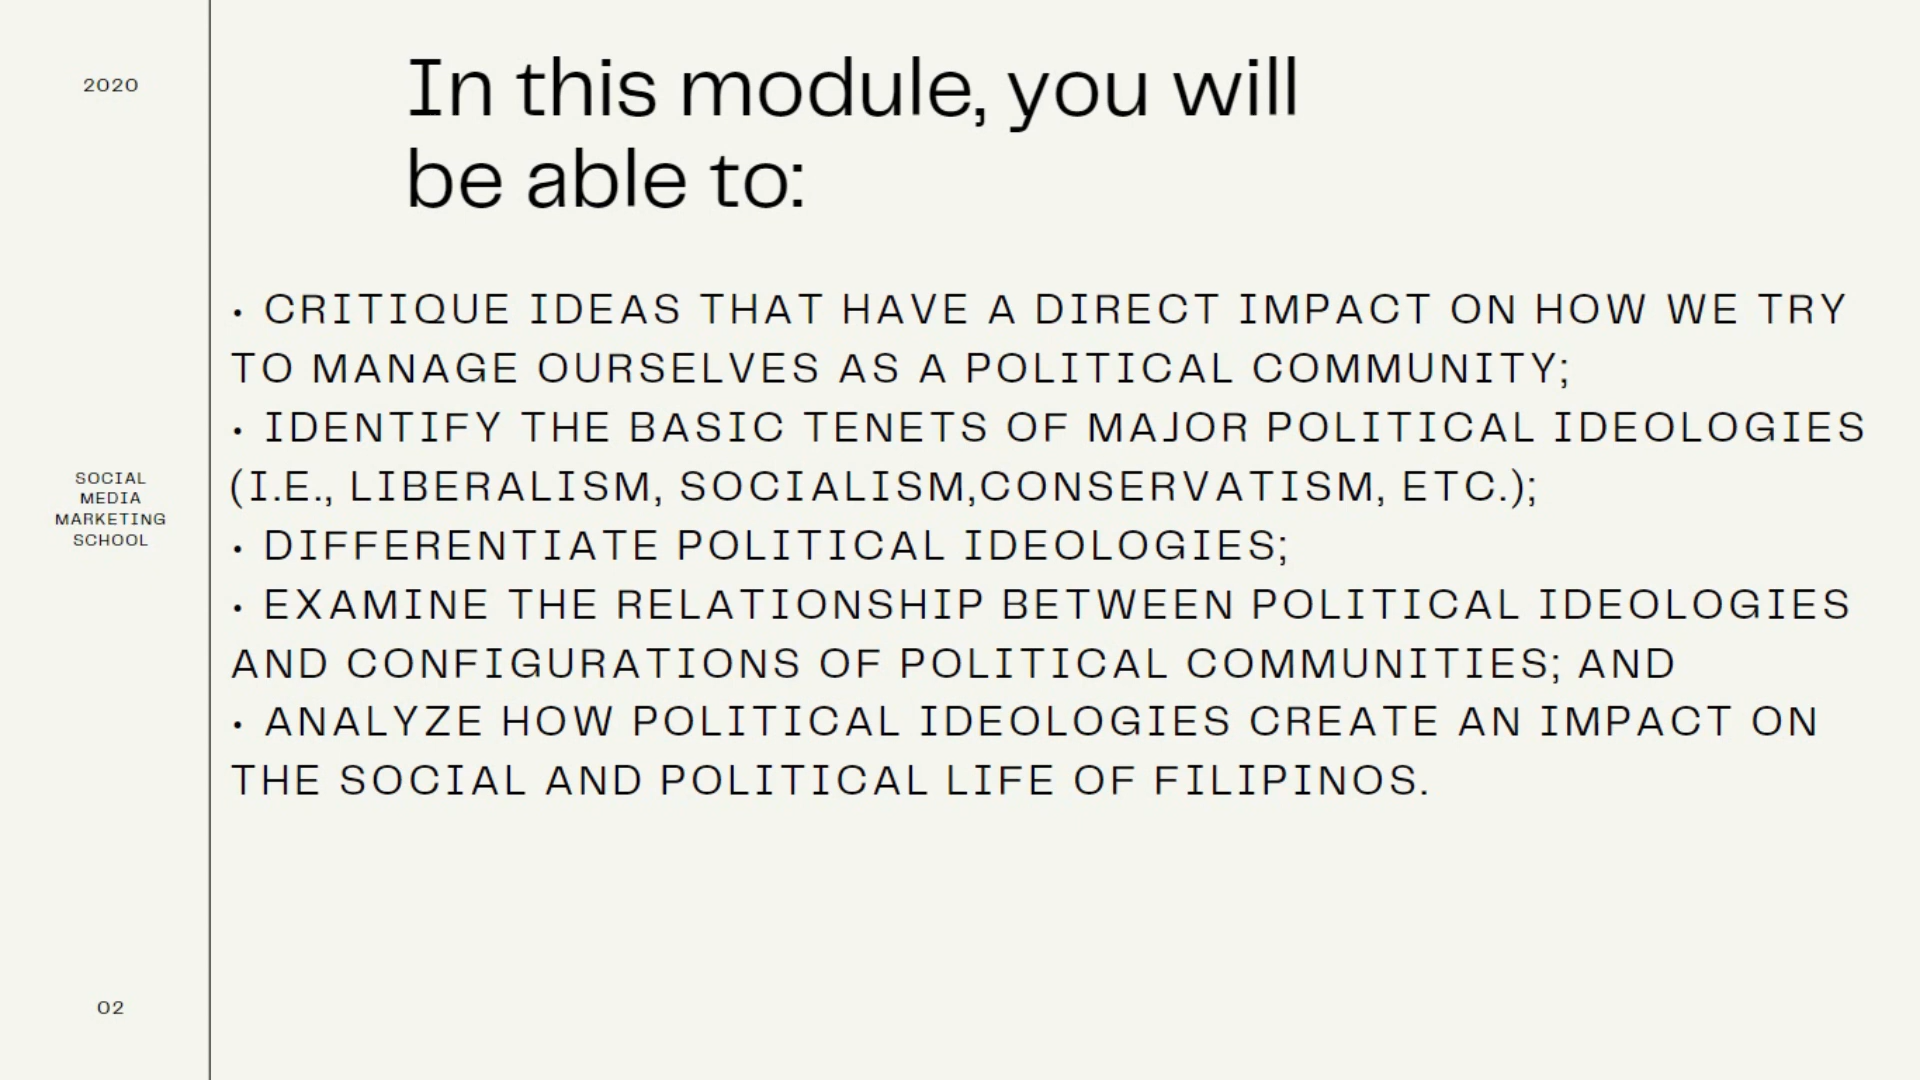 2020
In this module, you will
be able to:
• CRITIQUE IDEAS THAT HAVE A DIRECT IMPACT ON HOW WE TRY
TO MANAGE OURSELVES AS A POLITICAL COMMUNITY;
• IDENTIFY THE BASIC TENETS OF MAJOR POLITICAL IDEOLOGIES
(I.E., LIBERALISM, SOCIALISM,CONSERVATISM, ETC.);
• DIFFERENTIATE POLITICAL IDEOLOGIES;
• EXAMINE THE RELATIONSHIP BETWEEN POLITICAL IDEOLOGIES
AND CONFIGURATIONS OF POLITICAL COMMUNITIES; AND
• ANALYZE HOW POLITICAL IDEOLOGIES CREATE AN IMPACT ON
THE SOCIAL AND POLITICAL LIFE OF FILIPINOS.
SOCIAL
MEDIA
MARKETING
SCHOOL
02